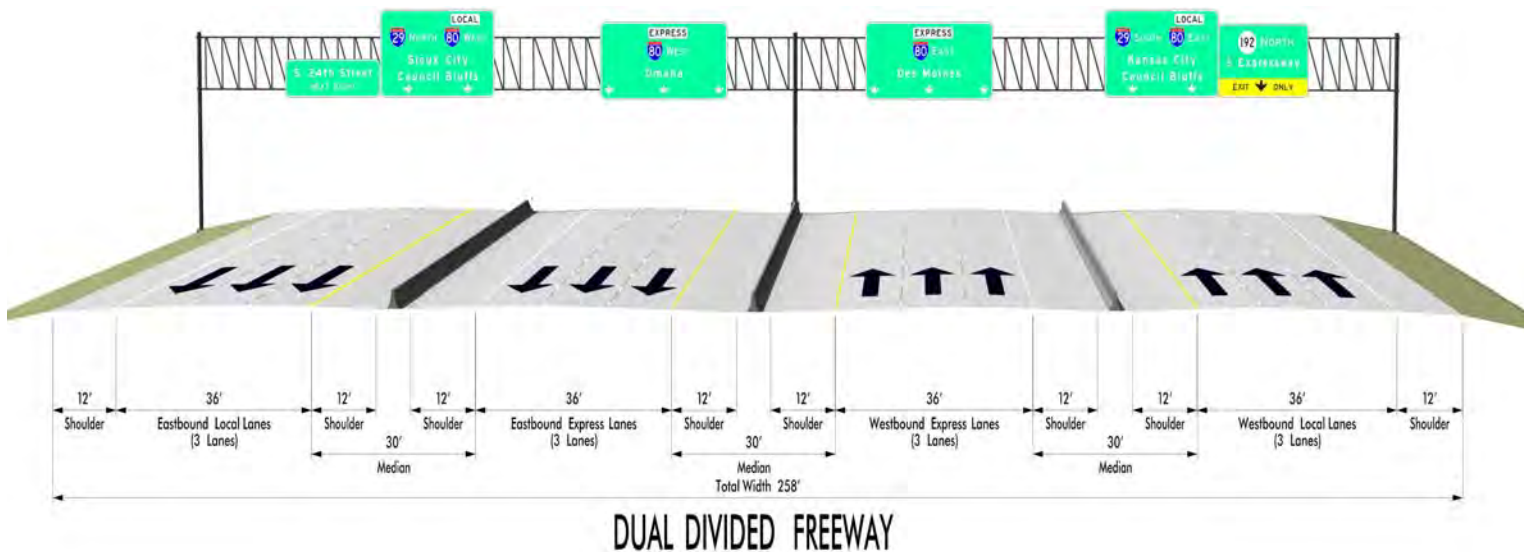 LOCAL
29 NORTH 80 WEST
Sioux City
Council Bluffs
S. 24th Street
NEXT RIGHT
EXPRESS
80 WEST
Omaha
EXPRESS
80 EAST
Des Moines
LOCAL
29 SOUTH 80 EAST
Kansas City
Council Bluffs
192 NORTH
S Expressway
EXIT ONLY
12' 36' 12' 12' 36' 12' 12' 36' 12' 12' 36' 12'
Shoulder Eastbound Local Lanes Shoulder Shoulder Eastbound Express Lanes Shoulder Shoulder Westbound Express Lanes Shoulder Shoulder Westbound Local Lanes Shoulder
(3 Lanes) (3 Lanes) (3 Lanes) (3 Lanes)
30' 30' 30'
Median Median Median
Total Width 258'
DUAL DIVIDED FREEWAY